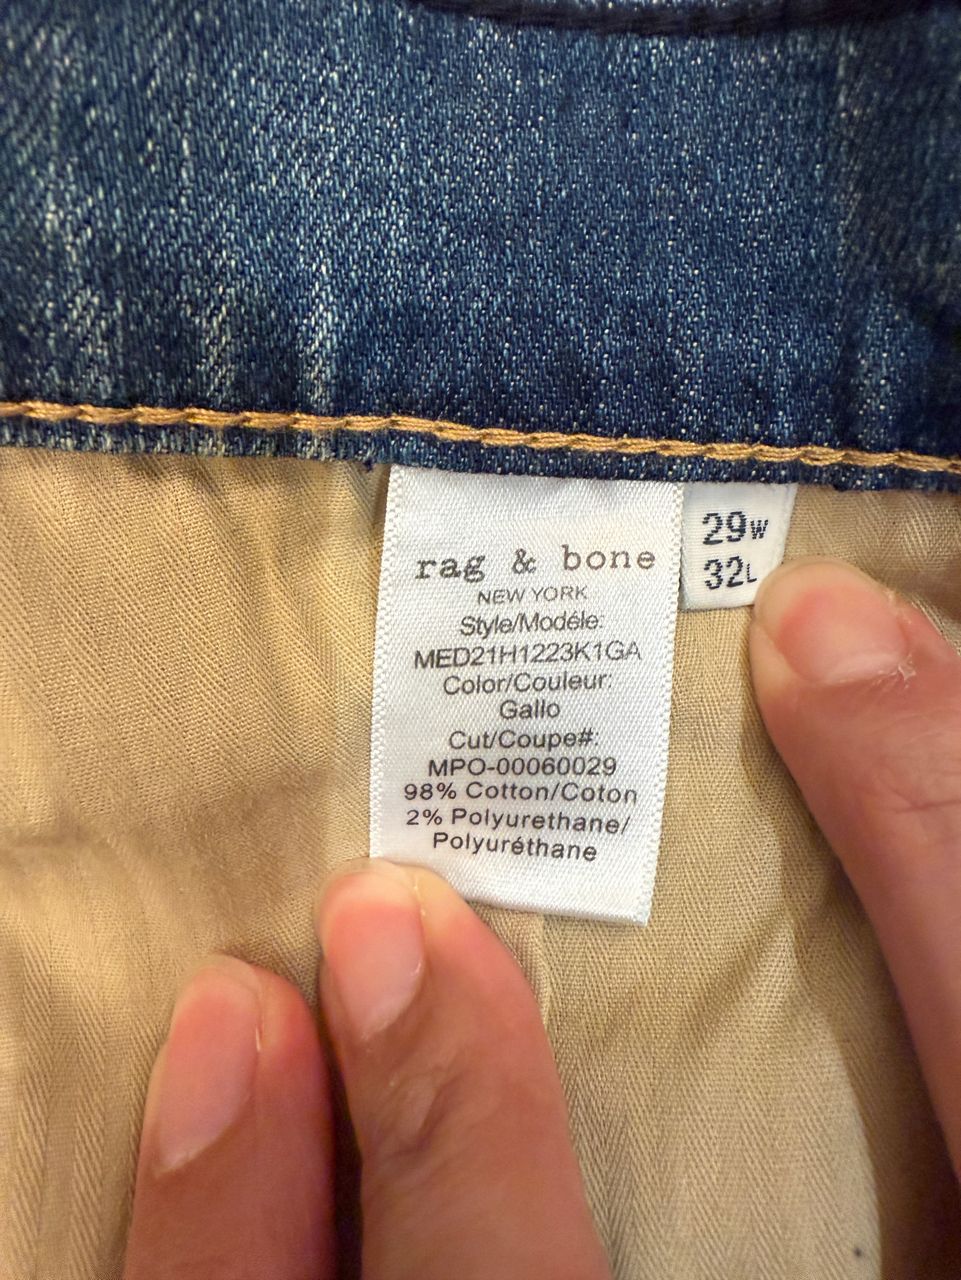 rag & bone
NEW YORK
Style/Modéle:
MED21H1223K1GA
Color/Couleur:
Gallo
Cut/Coupe#:
MPO-00060029
98% Cotton/Coton
2% Polyurethane/
Polyuréthane
29W
32L